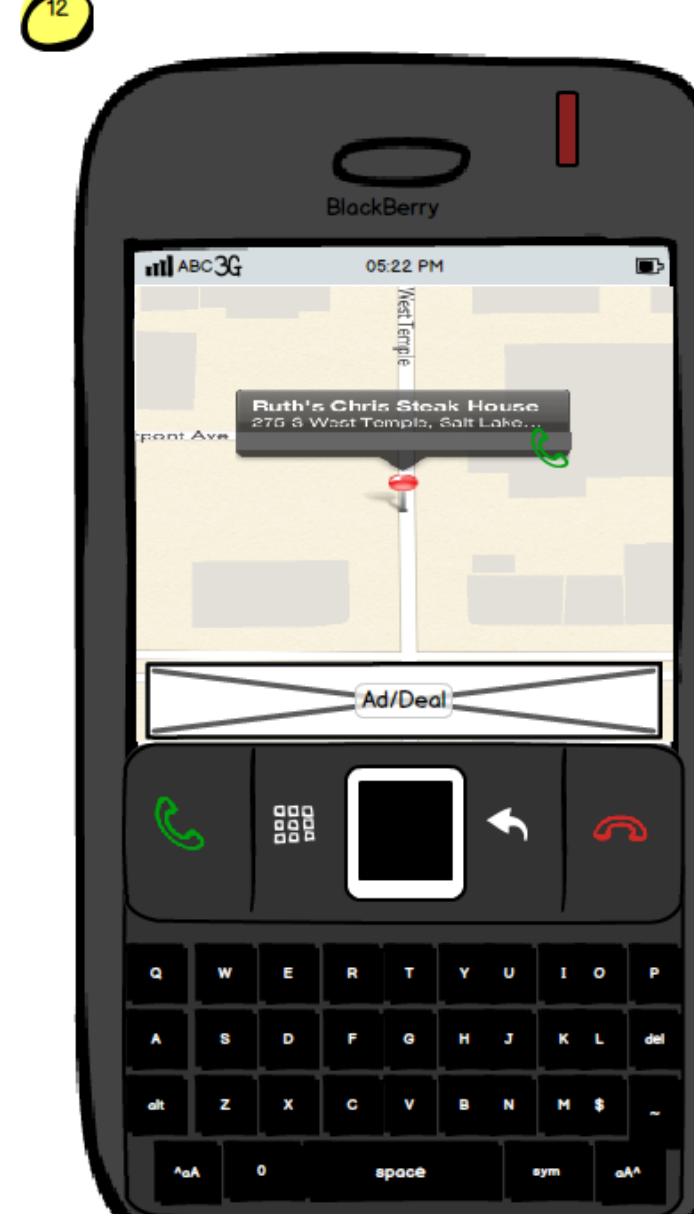 12
BlackBerry
ABC 3G 05:22 PM
West Temple
Ruth's Chris Steak House
275 S West Temple, Salt Lake...
rpont Ave
Ad/Deal
Q W E R T Y U I O P
A S D F G H J K L del
alt Z X C V B N M $ ~
^aA 0 space sym aA^